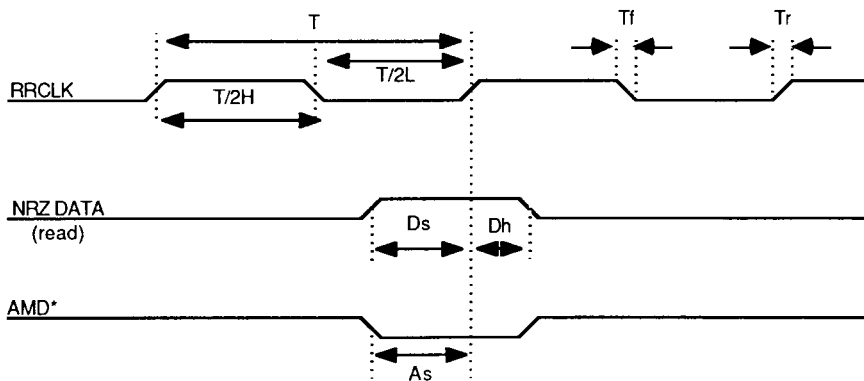 T
Tf
Tr
T/2L
RRCLK
T/2H
NRZ DATA
(read)
Ds
Dh
AMD*
As